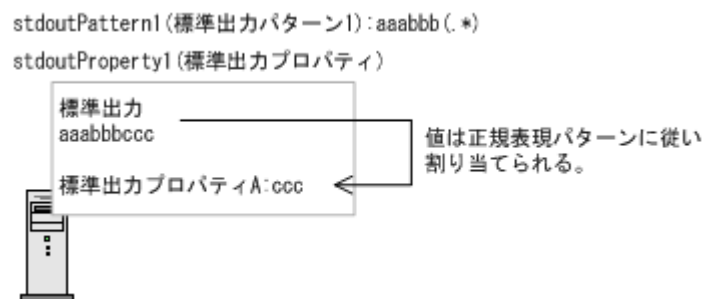 stdoutPattern1(標準出力パターン1):aaabbb(.*)
stdoutProperty1(標準出力プロパティ)
標準出力
aaabbbccc
値は正規表現パターンに従い
割り当てられる。
標準出力プロパティA:ccc